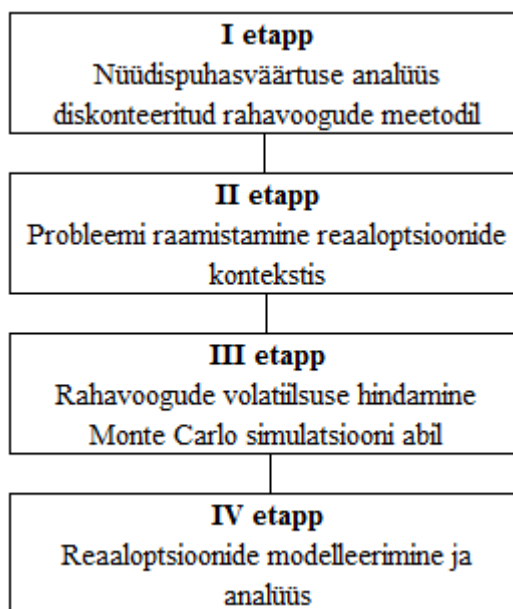 I etapp
Nüüdispuhasväärtuse analüüs
diskonteeritud rahavoogude meetodil
II etapp
Probleemi raamistamine reaaloptsioonide
kontekstis
III etapp
Rahavoogude volatiilsuse hindamine
Monte Carlo simulatsiooni abil
IV etapp
Reaaloptsioonide modelleerimine ja
analüüs